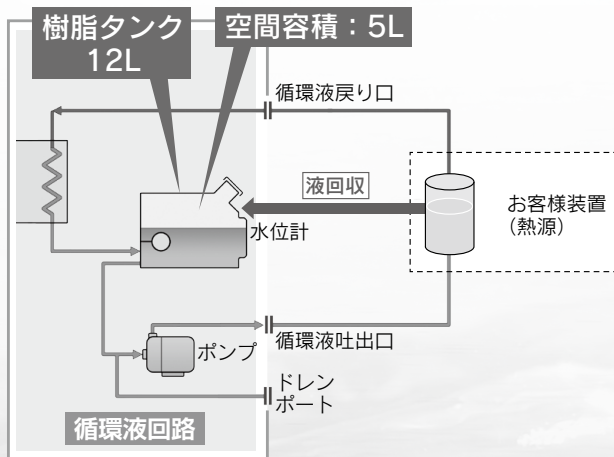 樹脂タンク
12L
空間容積：5L
循環液戻り口
液回収
お客様装置
(熱源)
水位計
循環液吐出口
ポンプ
ドレン
ポート
循環液回路